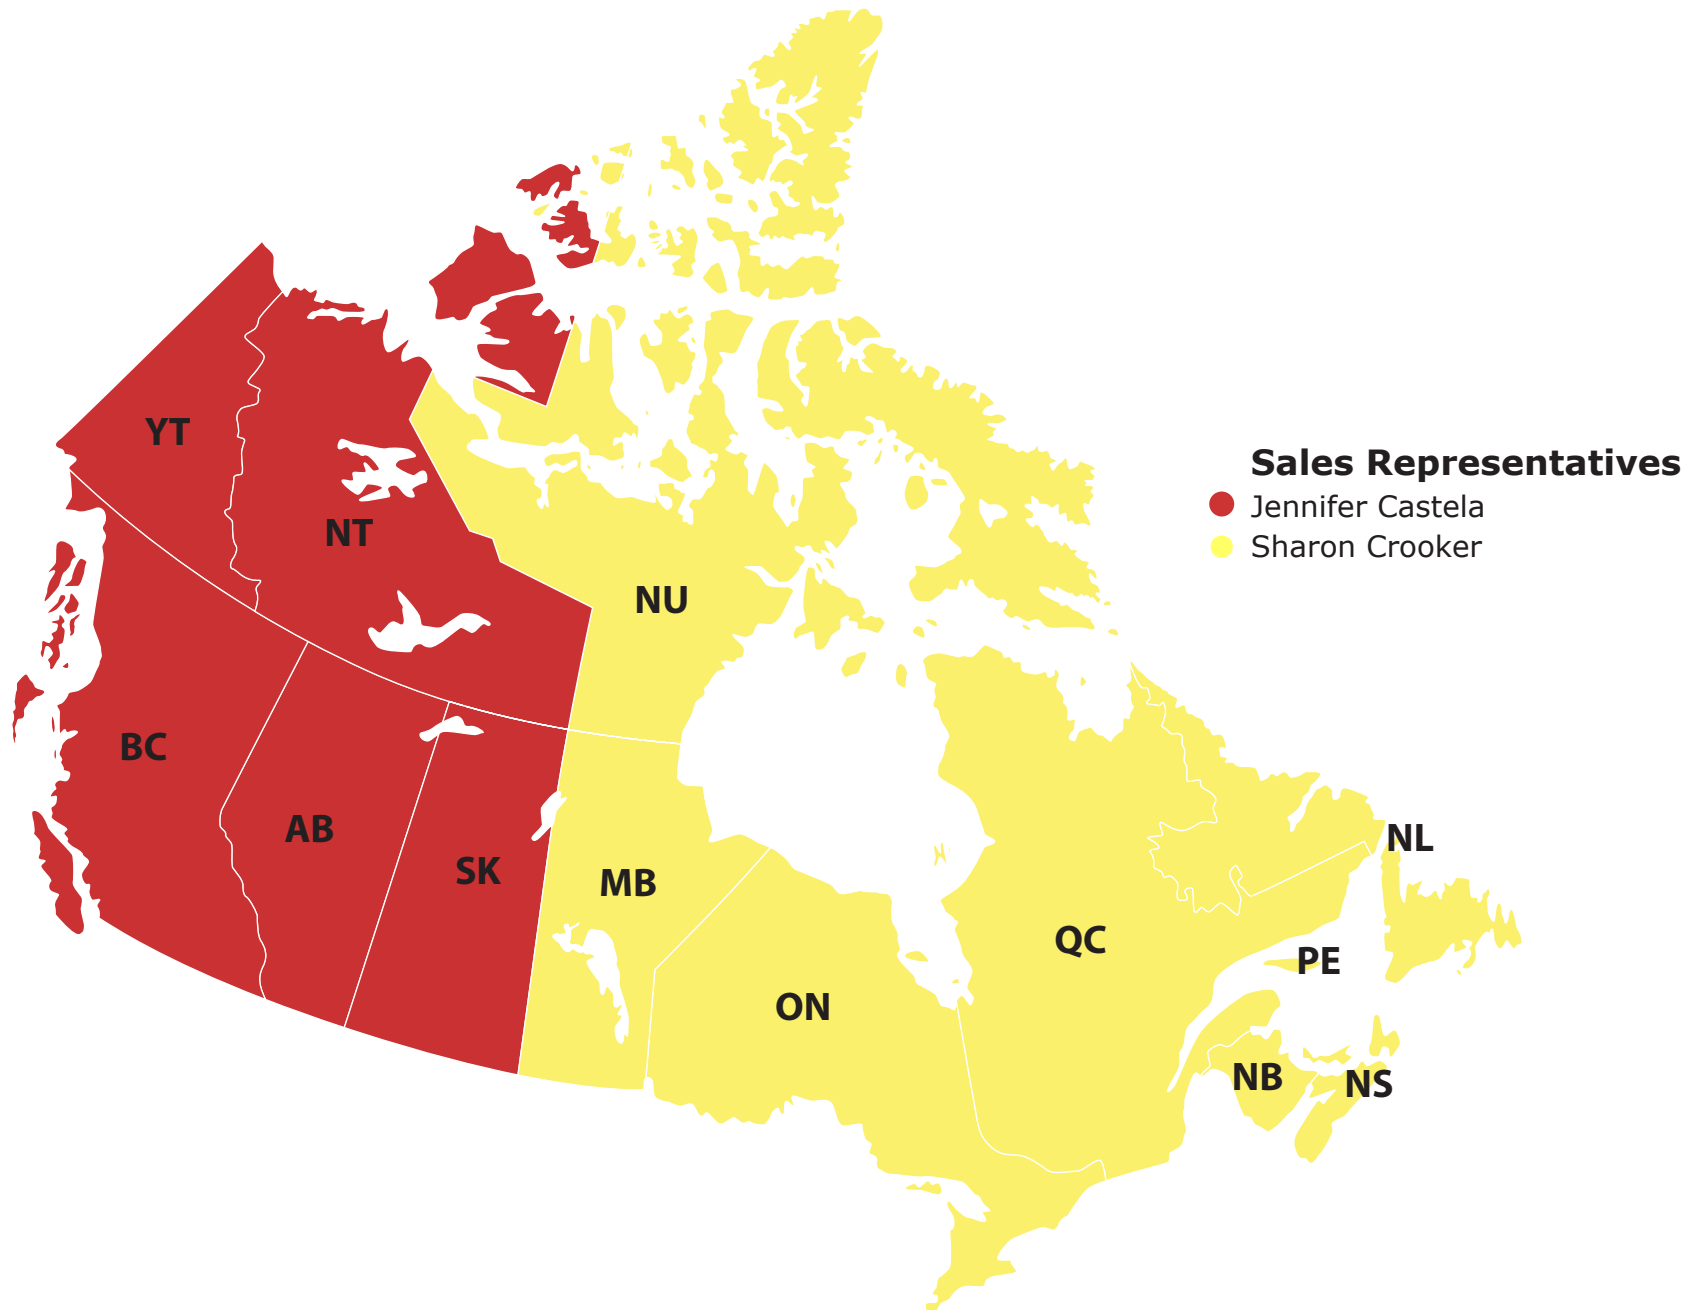 YT
Sales Representatives
Jennifer Castela
NT
Sharon Crooker
NU
BC
AB
NL
SK
MB
QC
PE
ON
NB
NS